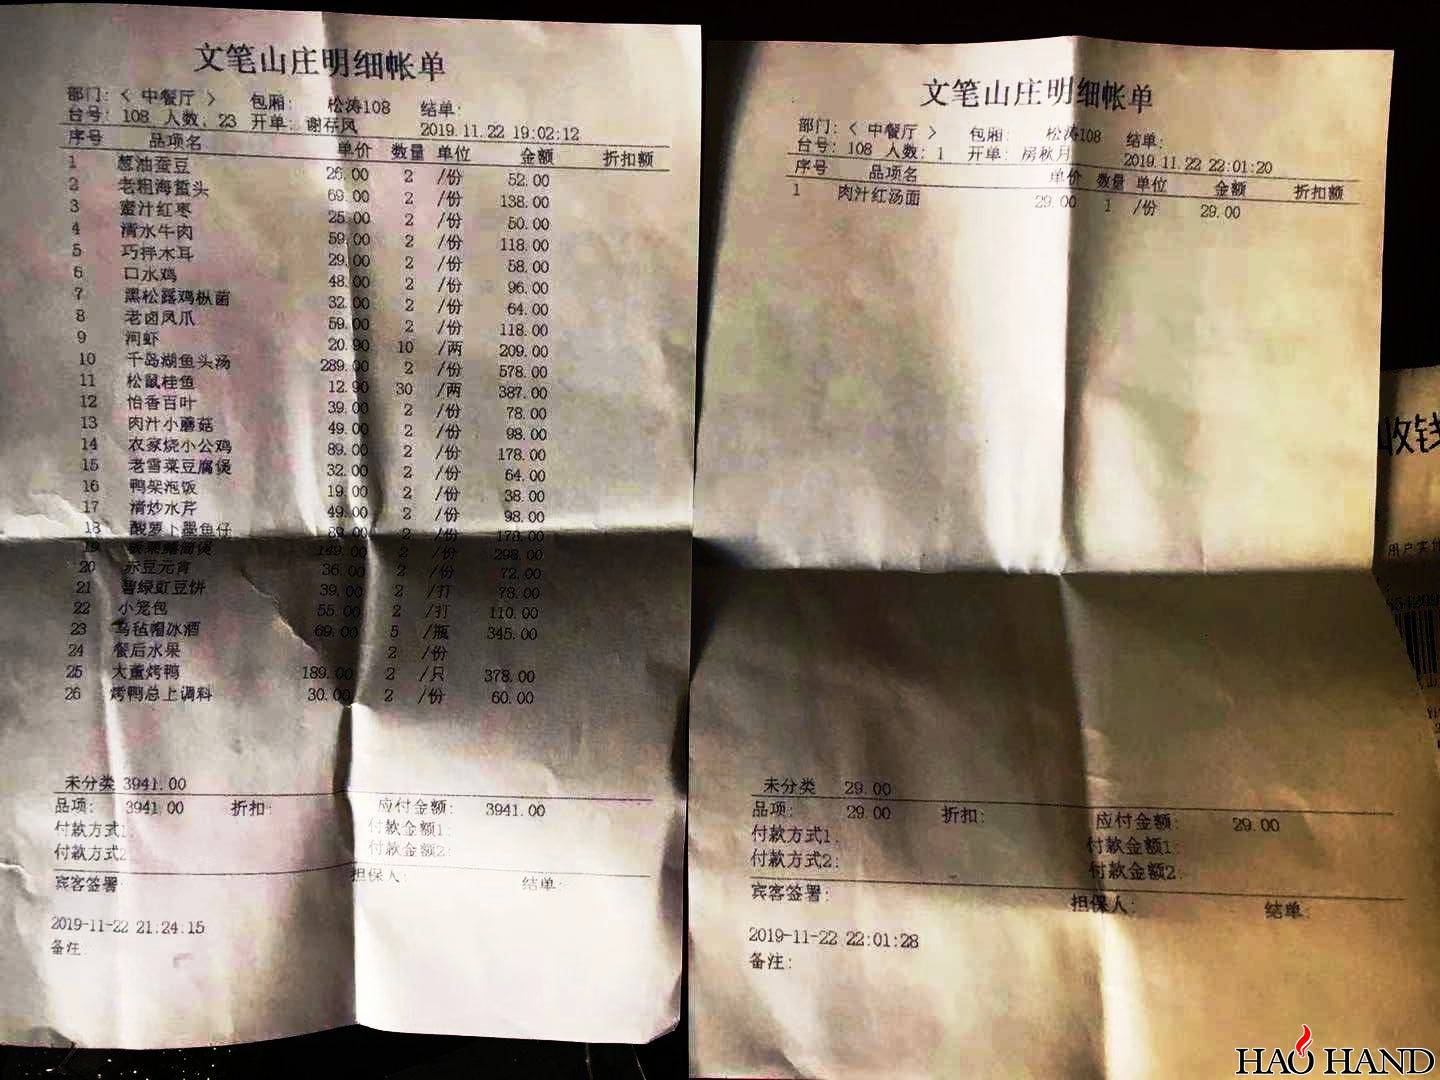 文笔山庄明细帐单
部门: < 中餐厅 > 包厢: 松涛108 结单:
台号: 108 人数: 23 开单: 谢存凤 2019.11.22 19:02:12
序号 品项名 单价 数量 单位 金额 折扣额
1 葱油蚕豆 26.00 2 /份 52.00
2 老粗海蜇头 69.00 2 /份 138.00
3 蜜汁红枣 25.00 2 /份 50.00
4 清水牛肉 59.00 2 /份 118.00
5 巧拌木耳 29.00 2 /份 58.00
6 口水鸡 48.00 2 /份 96.00
7 黑松露鸡枞菌 32.00 2 /份 64.00
8 老卤凤爪 59.00 2 /份 118.00
9 河虾 20.90 10 /两 209.00
10 千岛湖鱼头汤 289.00 2 /份 578.00
11 松鼠桂鱼 12.90 30 /两 387.00
12 怡香百叶 39.00 2 /份 78.00
13 肉汁小蘑菇 49.00 2 /份 98.00
14 农家烧小公鸡 89.00 2 /份 178.00
15 老雪菜豆腐煲 32.00 2 /份 64.00
16 鸭架泡饭 19.00 2 /份 38.00
17 清炒水芹 49.00 2 /份 98.00
18 酸萝卜墨鱼仔 89.00 2 /份 178.00
19 149.00 2 /份 298.00
20 赤豆元宵 36.00 2 /份 72.00
21 碧绿豇豆饼 39.00 2 /打 78.00
22 小笼包 55.00 2 /打 110.00
23 乌毡帽冰酒 69.00 5 /瓶 345.00
24 餐后水果 2 /份
25 大董烤鸭 189.00 2 /只 378.00
26 烤鸭总上调料 30.00 2 /份 60.00
未分类 3941.00
品项: 3941.00 折扣: 应付金额: 3941.00
付款方式1: 付款金额1:
付款方式2: 付款金额2:
宾客签署: 担保人: 结单:
2019-11-22 21:24:15
备注:
文笔山庄明细帐单
部门: < 中餐厅 > 包厢: 松涛108 结单:
台号: 108 人数: 1 开单: 房秋月 2019.11.22 22:01:20
序号 品项名 单价 数量 单位 金额 折扣额
1 肉汁红汤面 29.00 1 /份 29.00
未分类 29.00
品项: 29.00 折扣: 应付金额: 29.00
付款方式1: 付款金额1:
付款方式2: 付款金额2:
宾客签署: 担保人: 结单:
2019-11-22 22:01:28
备注:
收钱
HAO HAND